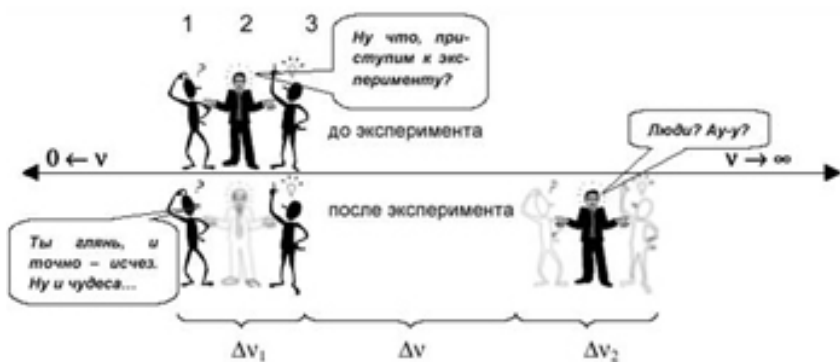 1 2 3
Ну что, при-
ступим к экс-
перименту?
?
до эксперимента
Люди? Ау-у?
0 ← ν
ν → ∞
?
после эксперимента
?
Ты глянь, и
точно – исчез.
Ну и чудеса...
Δν₁ Δν Δν₂